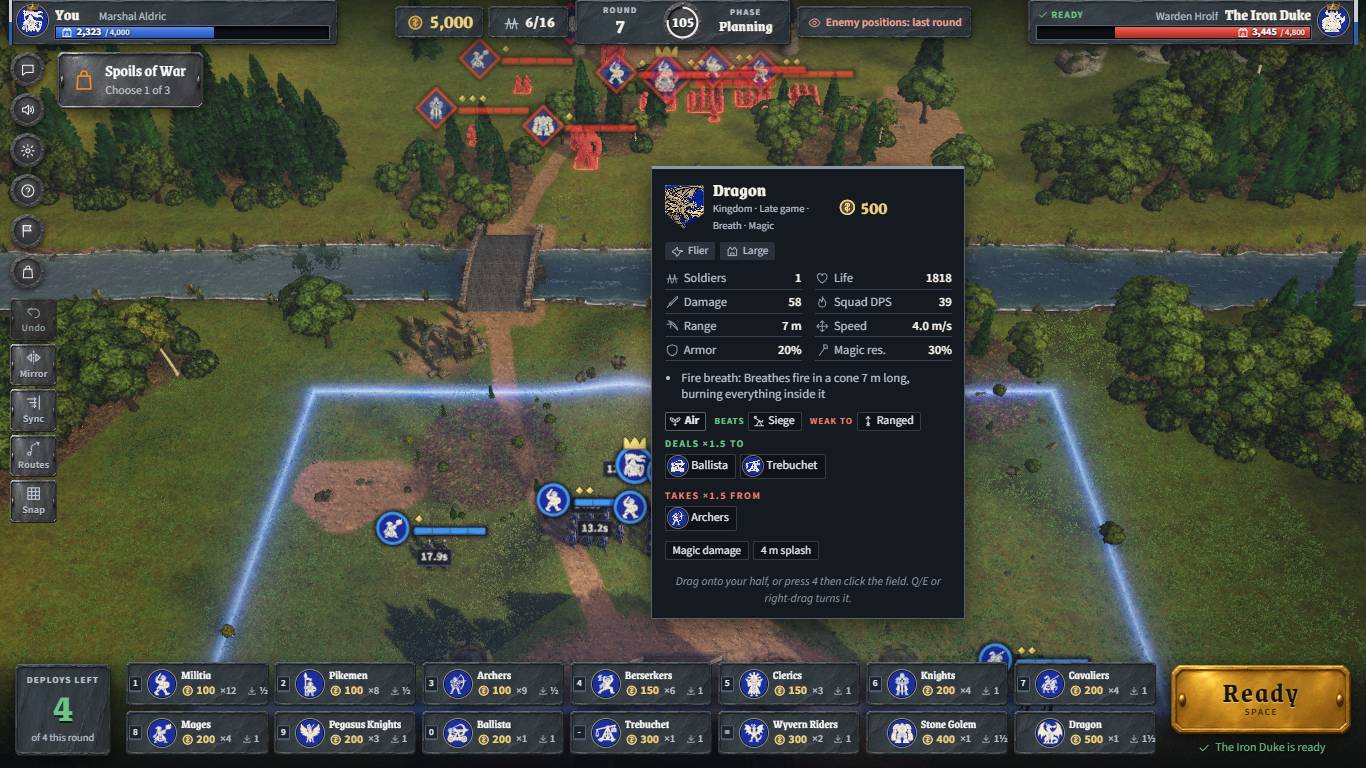 You
Marshal Aldric
2,323 / 4,000
5,000
6/16
ROUND
7
105
PHASE
Planning
Enemy positions: last round
READY
Warden Hrolf The Iron Duke
3,445 / 4,800
Spoils of War
Choose 1 of 3
Undo
Mirror
Sync
Routes
Snap
Dragon
Kingdom · Late game ·
Breath · Magic
500
Flier
Large
Soldiers 1
Life 1818
Damage 58
Squad DPS 39
Range 7 m
Speed 4.0 m/s
Armor 20%
Magic res. 30%
• Fire breath: Breathes fire in a cone 7 m long,
burning everything inside it
Air BEATS Siege WEAK TO Ranged
DEALS ×1.5 TO
Ballista Trebuchet
TAKES ×1.5 FROM
Archers
Magic damage 4 m splash
Drag onto your half, or press 4 then click the field. Q/E or
right-drag turns it.
13.2s
17.9s
DEPLOYS LEFT
4
of 4 this round
1 Militia 100 ×12 ½
2 Pikemen 100 ×8 ½
3 Archers 100 ×9 ½
4 Berserkers 150 ×6 1
5 Clerics 150 ×3 1
6 Knights 200 ×4 1
7 Cavaliers 200 ×4 1
8 Mages 200 ×4 1
9 Pegasus Knights 200 ×3 1
0 Ballista 200 ×1 1
- Trebuchet 300 ×1 1
= Wyvern Riders 300 ×2 1
Stone Golem 400 ×1 1½
Dragon 500 ×1 1½
Ready
SPACE
The Iron Duke is ready